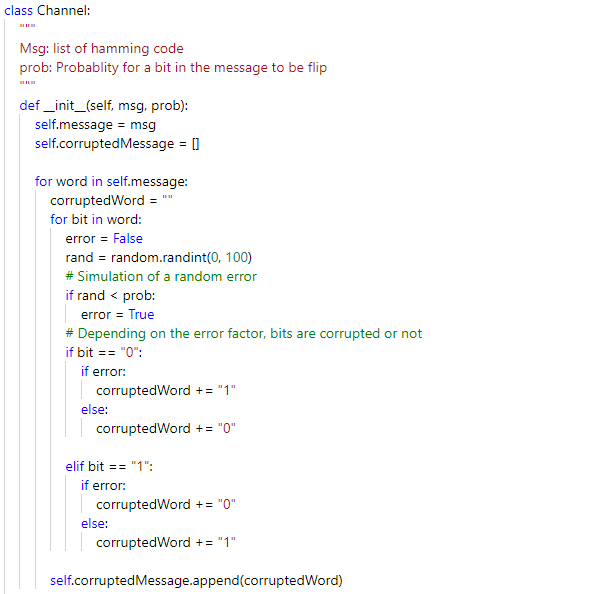 class Channel:
"""
Msg: list of hamming code
prob: Probablity for a bit in the message to be flip
"""
def __init__(self, msg, prob):
self.message = msg
self.corruptedMessage = []
for word in self.message:
corruptedWord = ""
for bit in word:
error = False
rand = random.randint(0, 100)
# Simulation of a random error
if rand < prob:
error = True
# Depending on the error factor, bits are corrupted or not
if bit == "0":
if error:
corruptedWord += "1"
else:
corruptedWord += "0"
elif bit == "1":
if error:
corruptedWord += "0"
else:
corruptedWord += "1"
self.corruptedMessage.append(corruptedWord)